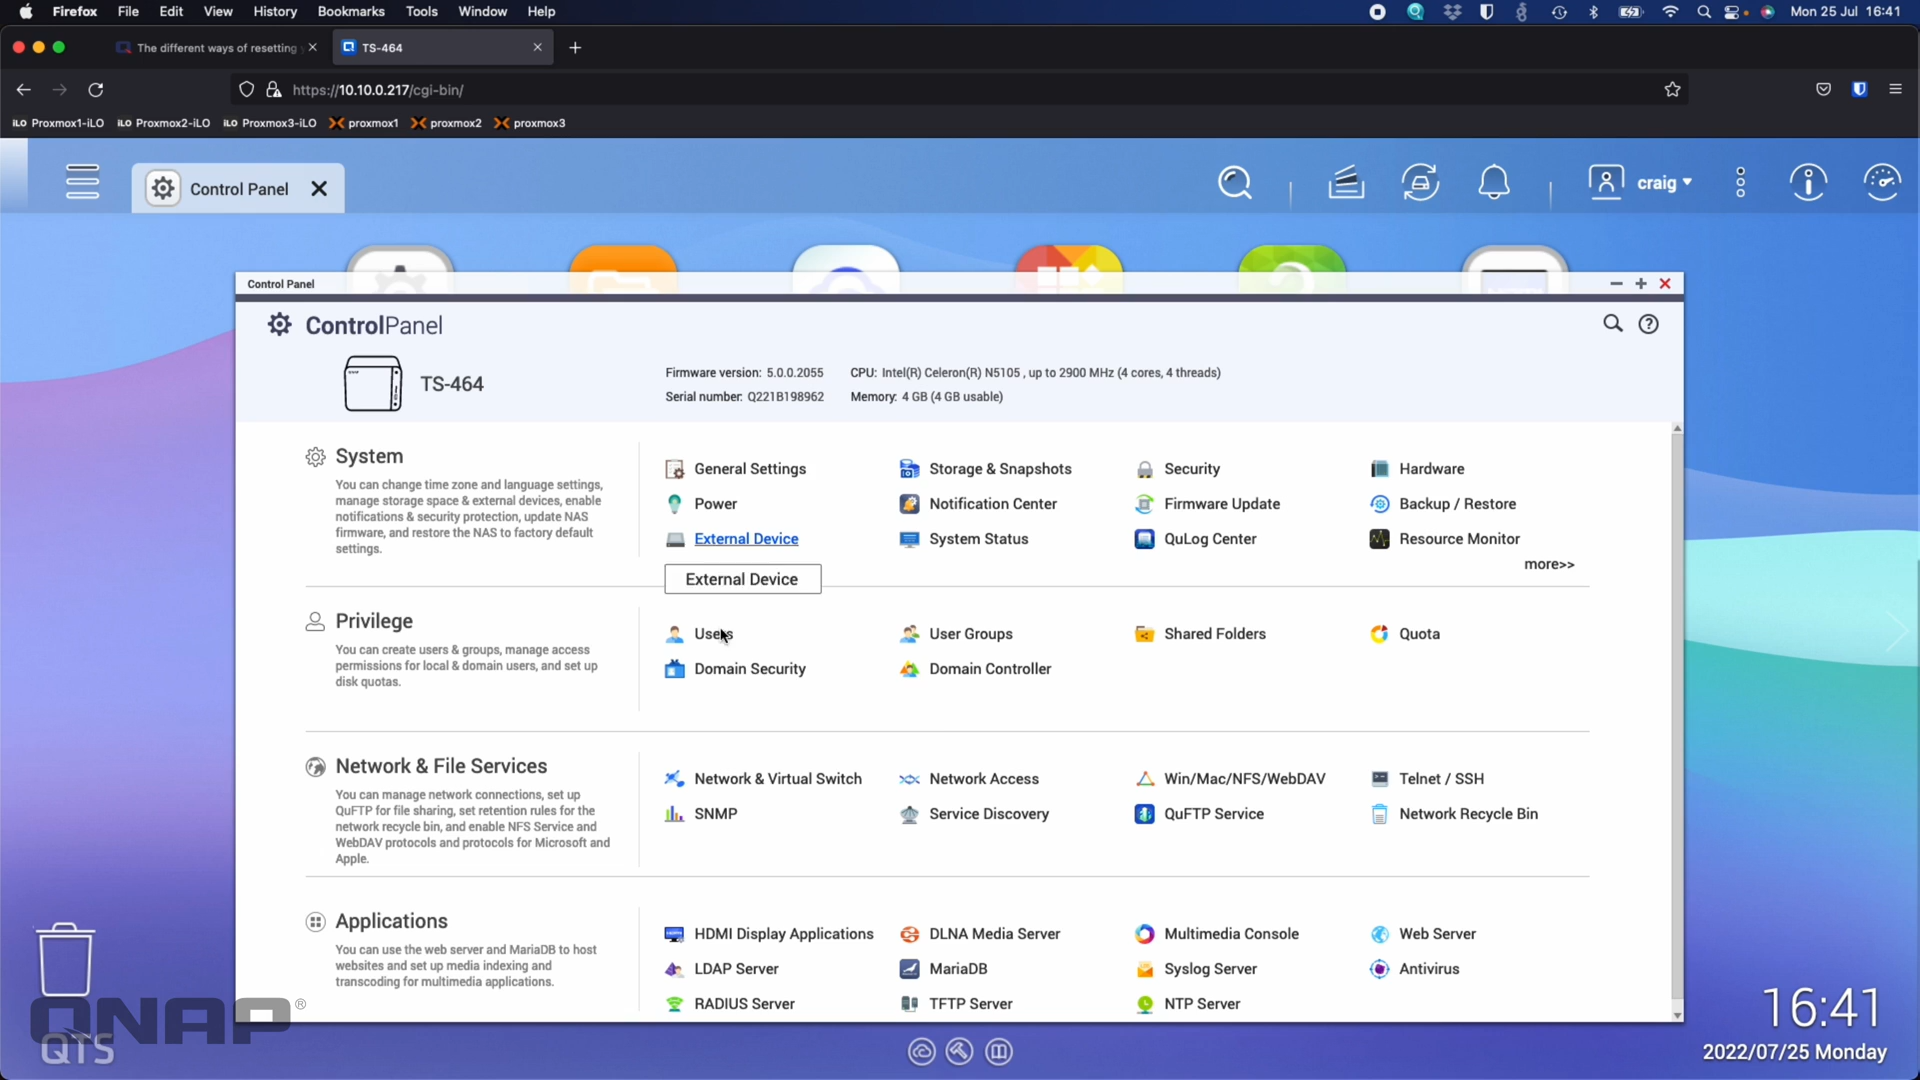 Firefox File Edit View History Bookmarks Tools Window Help
Mon 25 Jul 16:41
The different ways of resetting
TS-464
https://10.10.0.217/cgi-bin/
iLO Proxmox1-iLO iLO Proxmox2-iLO iLO Proxmox3-iLO proxmox1 proxmox2 proxmox3
Control Panel
craig
Control Panel
ControlPanel
TS-464
Firmware version: 5.0.0.2055 CPU: Intel(R) Celeron(R) N5105 , up to 2900 MHz (4 cores, 4 threads)
Serial number: Q221B198962 Memory: 4 GB (4 GB usable)
System
You can change time zone and language settings,
manage storage space & external devices, enable
notifications & security protection, update NAS
firmware, and restore the NAS to factory default
settings.
General Settings Storage & Snapshots Security Hardware
Power Notification Center Firmware Update Backup / Restore
External Device System Status QuLog Center Resource Monitor
more>>
External Device
Privilege
You can create users & groups, manage access
permissions for local & domain users, and set up
disk quotas.
Users User Groups Shared Folders Quota
Domain Security Domain Controller
Network & File Services
You can manage network connections, set up
QuFTP for file sharing, set retention rules for the
network recycle bin, and enable NFS Service and
WebDAV protocols and protocols for Microsoft and
Apple.
Network & Virtual Switch Network Access Win/Mac/NFS/WebDAV Telnet / SSH
SNMP Service Discovery QuFTP Service Network Recycle Bin
Applications
You can use the web server and MariaDB to host
websites and set up media indexing and
transcoding for multimedia applications.
HDMI Display Applications DLNA Media Server Multimedia Console Web Server
LDAP Server MariaDB Syslog Server Antivirus
RADIUS Server TFTP Server NTP Server
QNAP®
QTS
16:41
2022/07/25 Monday